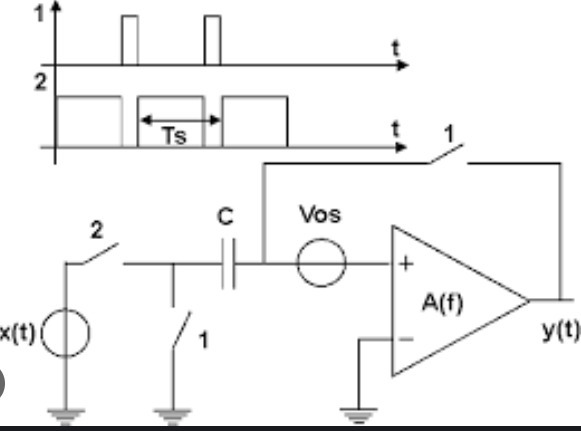 1
t
2
Ts
t
1
2
C
Vos
+
A(f)
x(t)
1
−
y(t)